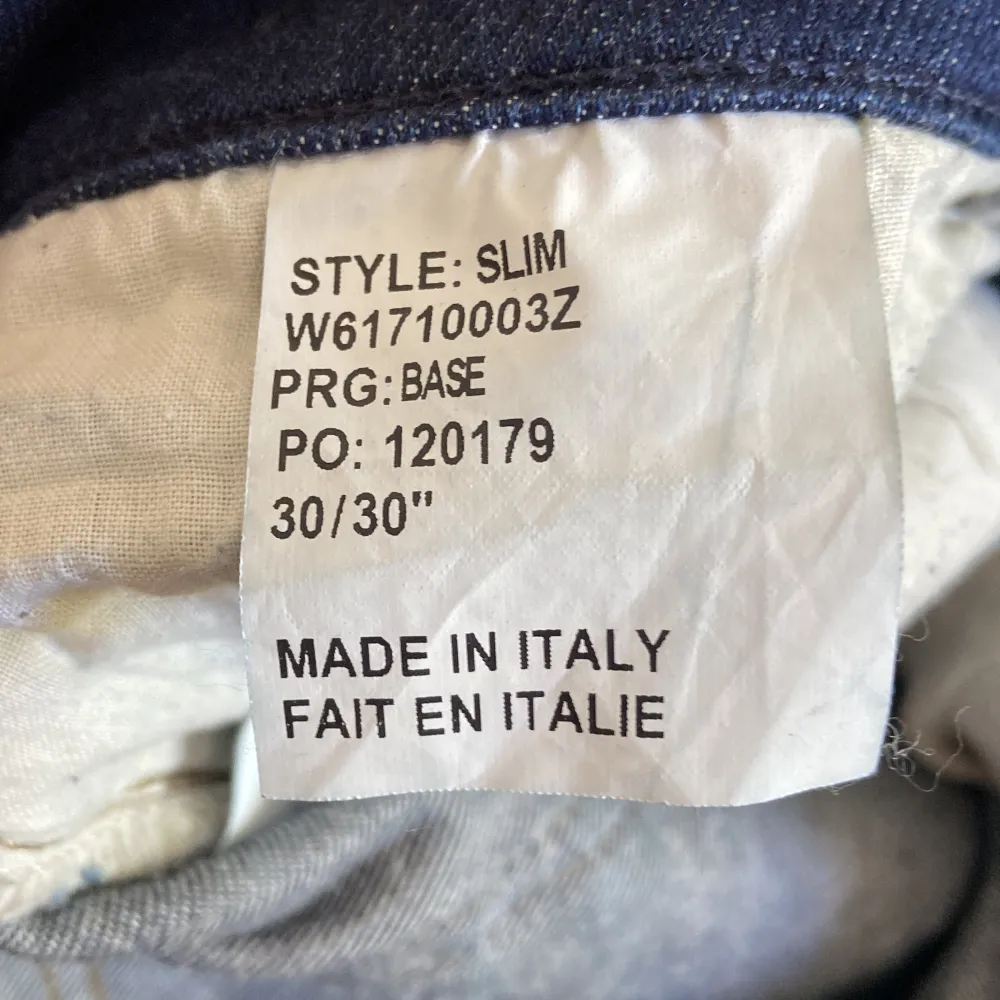 STYLE: SLIM
W61710003Z
PRG: BASE
PO: 120179
30/30"
MADE IN ITALY
FAIT EN ITALIE